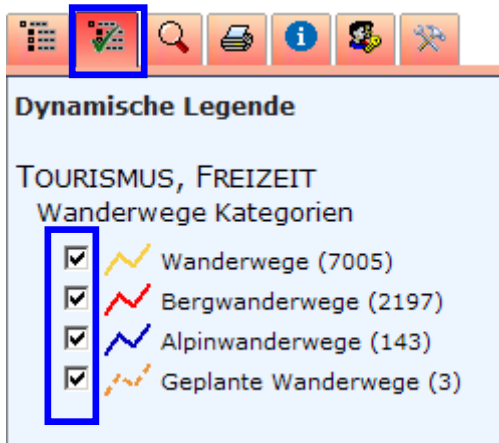 Dynamische Legende
TOURISMUS, FREIZEIT
Wanderwege Kategorien
Wanderwege (7005)
Bergwanderwege (2197)
Alpinwanderwege (143)
Geplante Wanderwege (3)